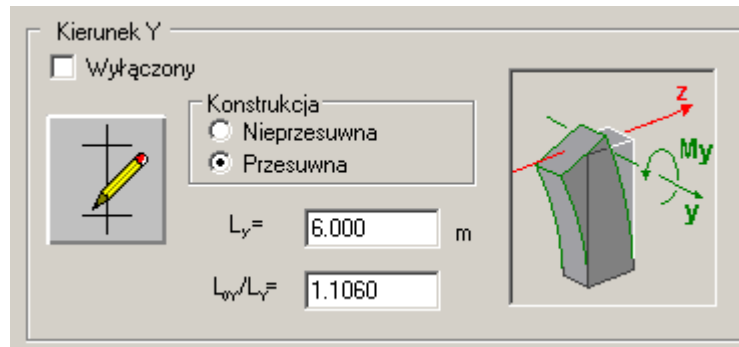 Kierunek Y
Wyłączony
Konstrukcja
Nieprzesuwna
Przesuwna
Ly= 6.000 m
L0Y/LY= 1.1060
z
My
y